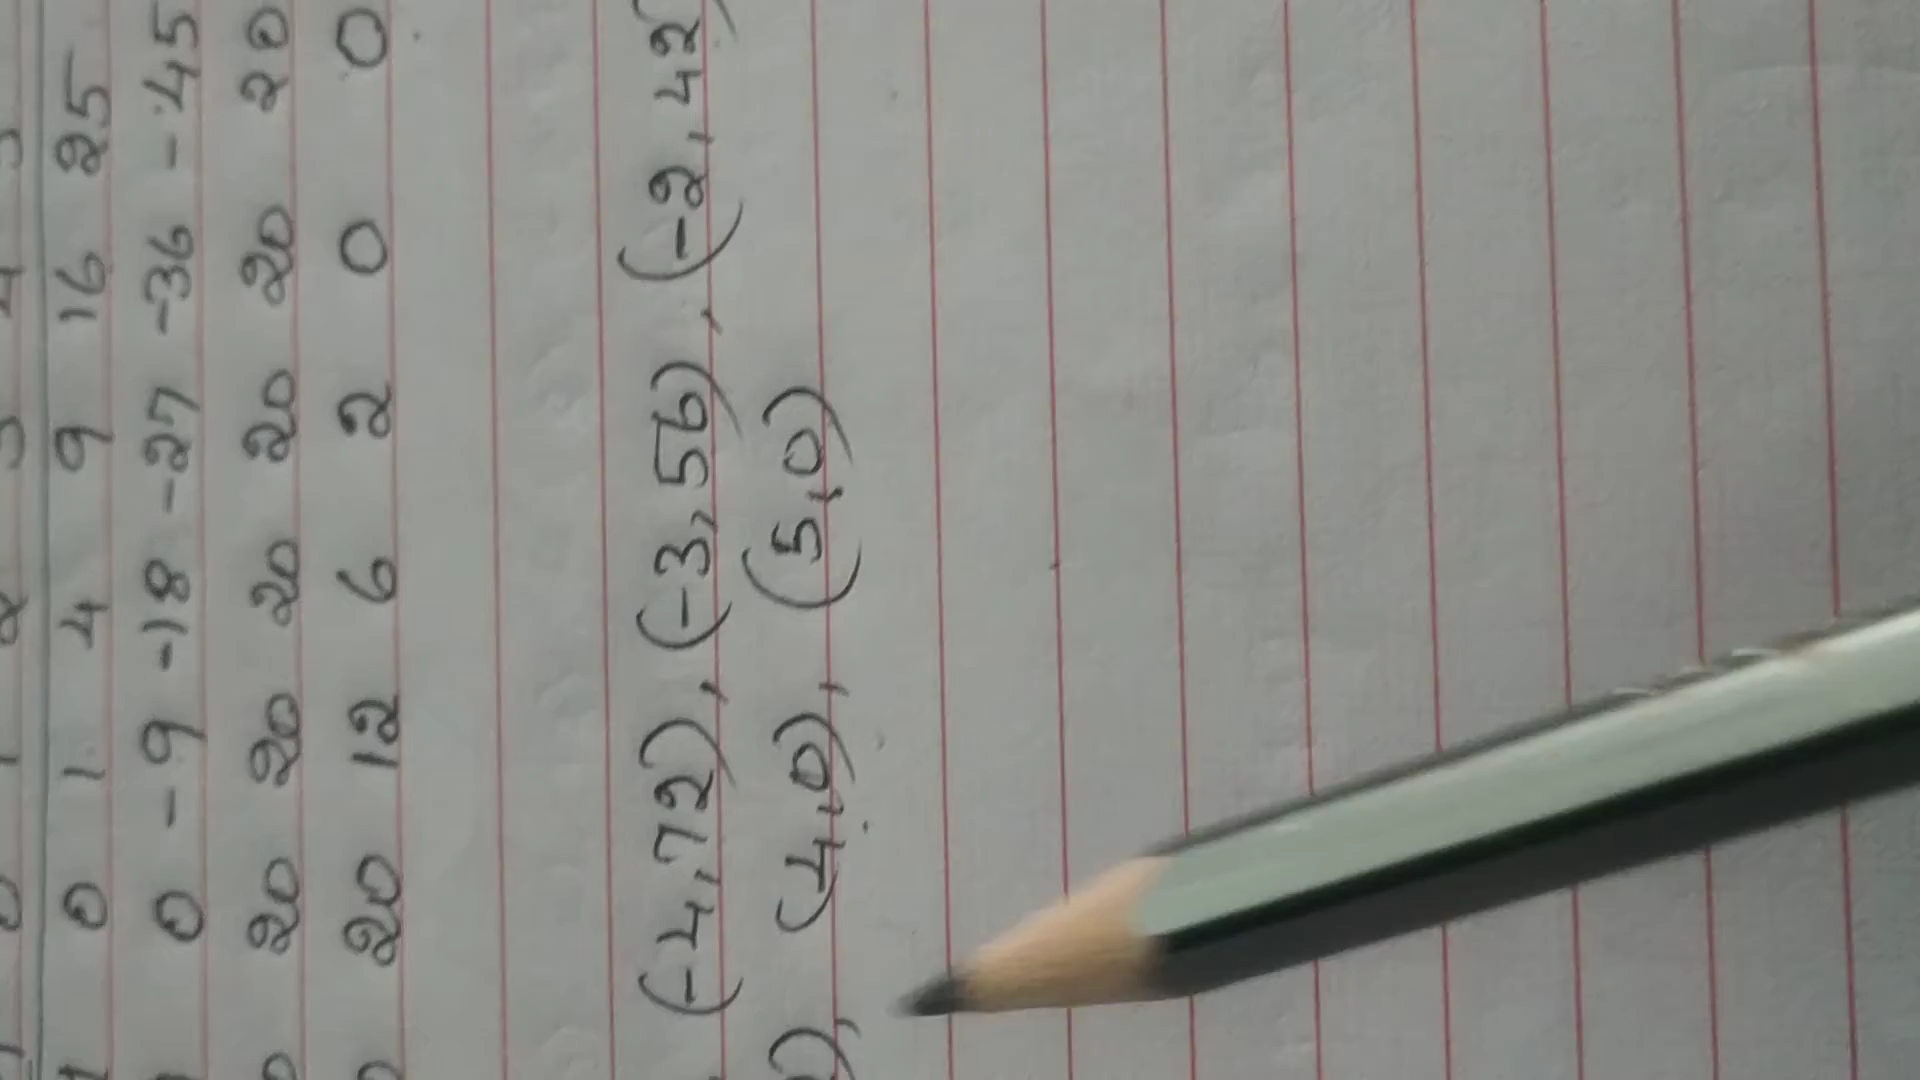 0 1 4 9 16 25
0 -9 -18 -27 -36 -45
20 20 20 20 20 20
20 12 6 2 0 0
(-4,72), (-3,56), (-2,42)
(4,0), (5,0)